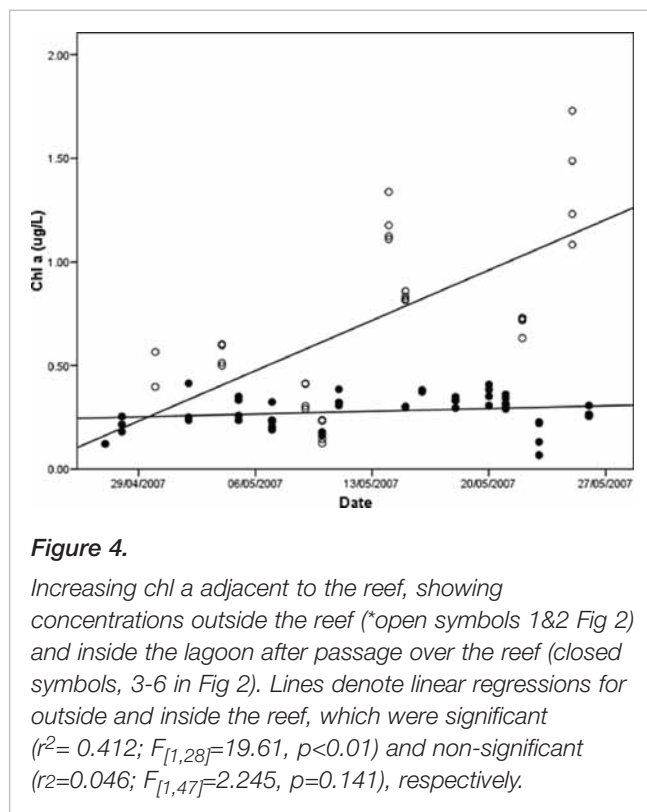 2.00
1.50
1.00
0.50
0.00
Chl a (ug/L)
29/04/2007 06/05/2007 13/05/2007 20/05/2007 27/05/2007
Date
Figure 4.
Increasing chl a adjacent to the reef, showing
concentrations outside the reef (*open symbols 1&2 Fig 2)
and inside the lagoon after passage over the reef (closed
symbols, 3-6 in Fig 2). Lines denote linear regressions for
outside and inside the reef, which were significant
(r2= 0.412; F[1,28]=19.61, p<0.01) and non-significant
(r2=0.046; F[1,47]=2.245, p=0.141), respectively.